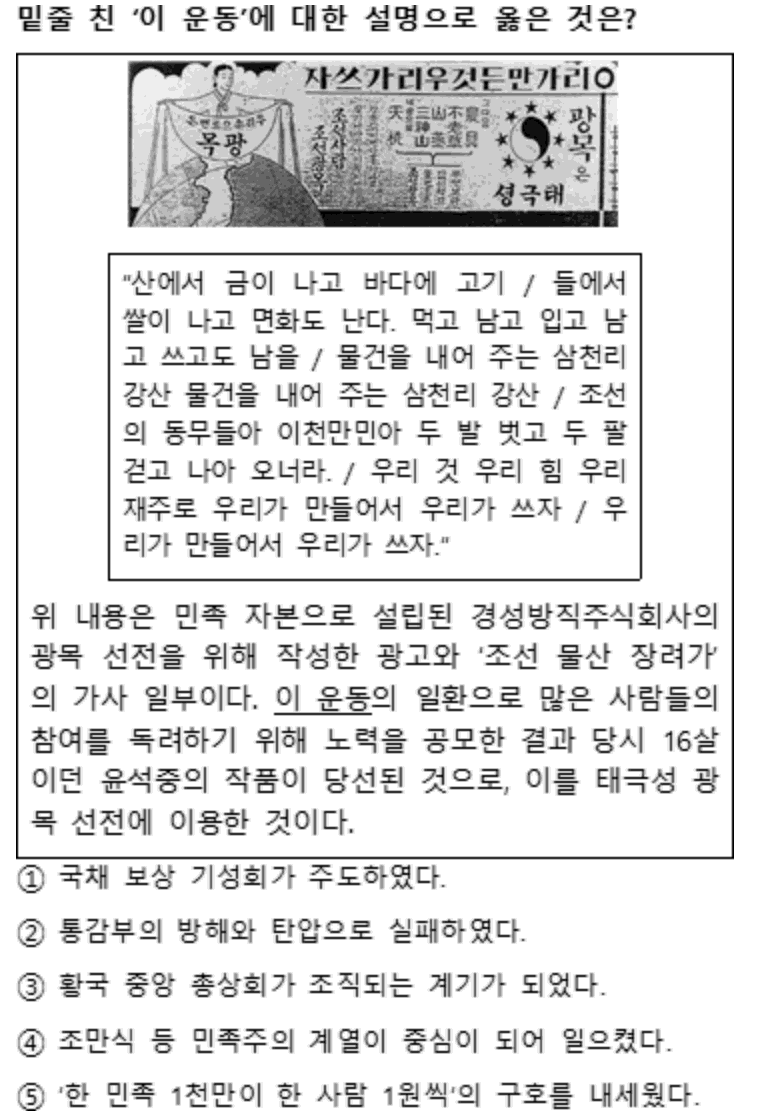 밑줄 친 '이 운동'에 대한 설명으로 옳은 것은?
자쓰가리우것든만가리O
광목
광목은
태극성
조선사람
조선광목
天桃
三神山
不老草
"산에서 금이 나고 바다에 고기 / 들에서
쌀이 나고 면화도 난다. 먹고 남고 입고 남
고 쓰고도 남을 / 물건을 내어 주는 삼천리
강산 물건을 내어 주는 삼천리 강산 / 조선
의 동무들아 이천만민아 두 발 벗고 두 팔
걷고 나아 오너라. / 우리 것 우리 힘 우리
재주로 우리가 만들어서 우리가 쓰자 / 우
리가 만들어서 우리가 쓰자."
위 내용은 민족 자본으로 설립된 경성방직주식회사의
광목 선전을 위해 작성한 광고와 '조선 물산 장려가'
의 가사 일부이다. 이 운동의 일환으로 많은 사람들의
참여를 독려하기 위해 노력을 공모한 결과 당시 16살
이던 윤석중의 작품이 당선된 것으로, 이를 태극성 광
목 선전에 이용한 것이다.
① 국채 보상 기성회가 주도하였다.
② 통감부의 방해와 탄압으로 실패하였다.
③ 황국 중앙 총상회가 조직되는 계기가 되었다.
④ 조만식 등 민족주의 계열이 중심이 되어 일으켰다.
⑤ '한 민족 1천만이 한 사람 1원씩'의 구호를 내세웠다.